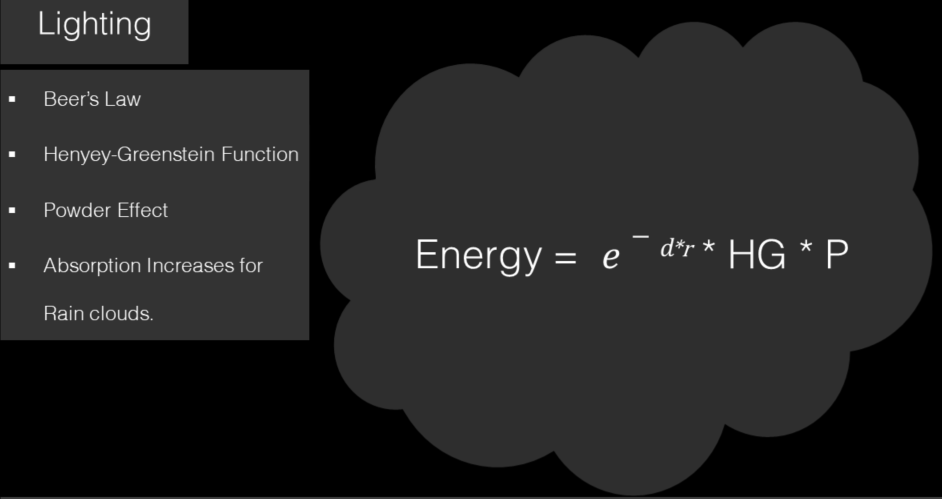 Lighting
▪ Beer's Law
▪ Henyey-Greenstein Function
▪ Powder Effect
▪ Absorption Increases for
Rain clouds.
Energy = e ⁻ ᵈ*ʳ * HG * P